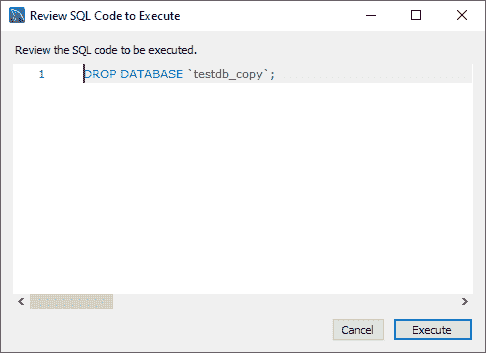 Review SQL Code to Execute
Review the SQL code to be executed.
1 DROP DATABASE `testdb_copy`;
Cancel Execute